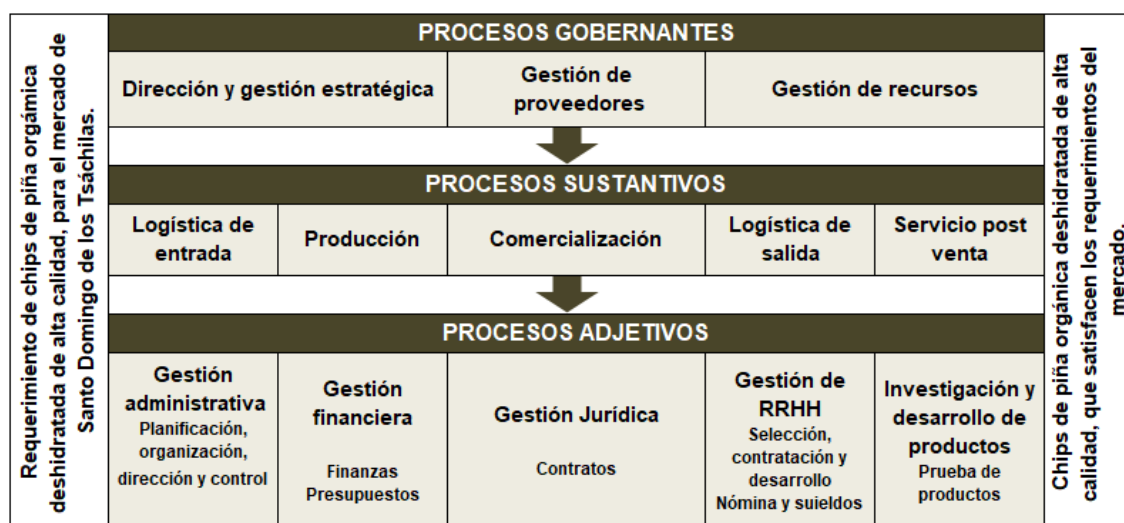 Requerimiento de chips de piña orgámica
deshidratada de alta calidad, para el mercado de
Santo Domingo de los Tsáchilas.
PROCESOS GOBERNANTES
Dirección y gestión estratégica
Gestión de
proveedores
Gestión de recursos
PROCESOS SUSTANTIVOS
Logística de
entrada
Producción
Comercialización
Logística de
salida
Servicio post
venta
PROCESOS ADJETIVOS
Gestión
administrativa
Planificación,
organización,
dirección y control
Gestión
financiera
Finanzas
Presupuestos
Gestión Jurídica
Contratos
Gestión de
RRHH
Selección,
contratación y
desarrollo
Nómina y suieldos
Investigación y
desarrollo de
productos
Prueba de
productos
Chips de piña orgánica deshidratada de alta
calidad, que satisfacen los requerimientos del
mercado.